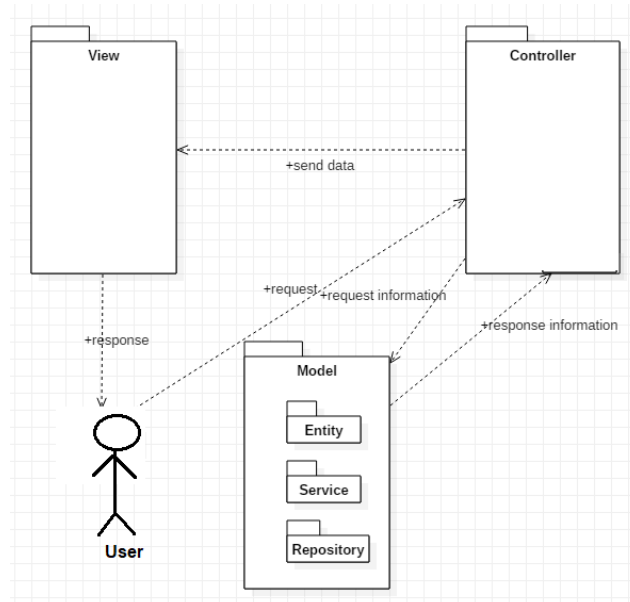 View
Controller
+send data
+request
+request information
+response
+response information
Model
Entity
Service
Repository
User